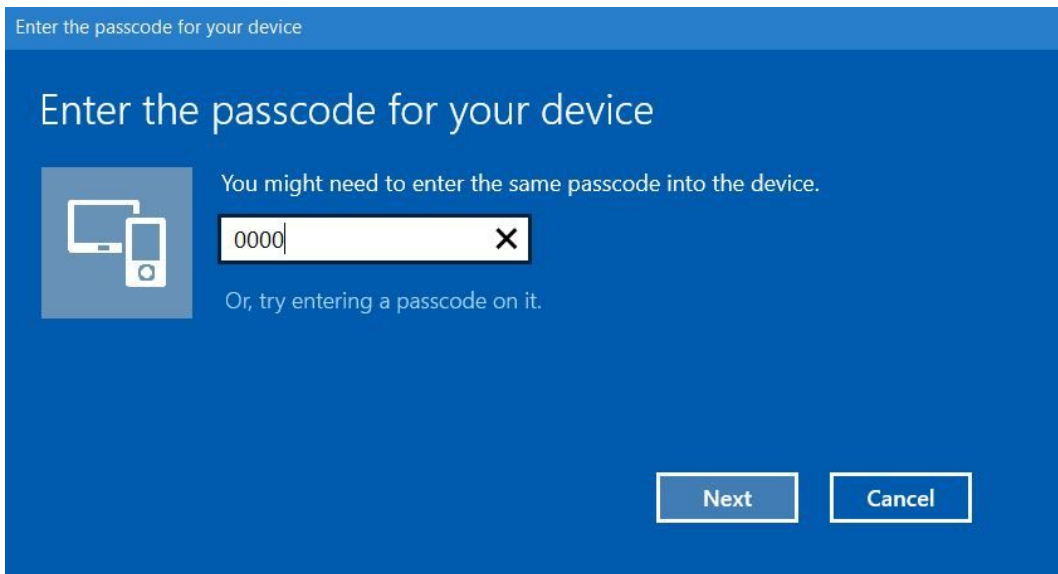 Enter the passcode for your device
Enter the passcode for your device
You might need to enter the same passcode into the device.
0000
Or, try entering a passcode on it.
Next Cancel